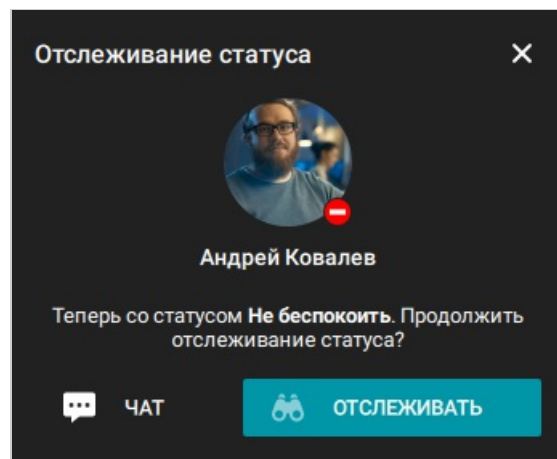 Отслеживание статуса
Андрей Ковалев
Теперь со статусом Не беспокоить. Продолжить
отслеживание статуса?
ЧАТ
ОТСЛЕЖИВАТЬ